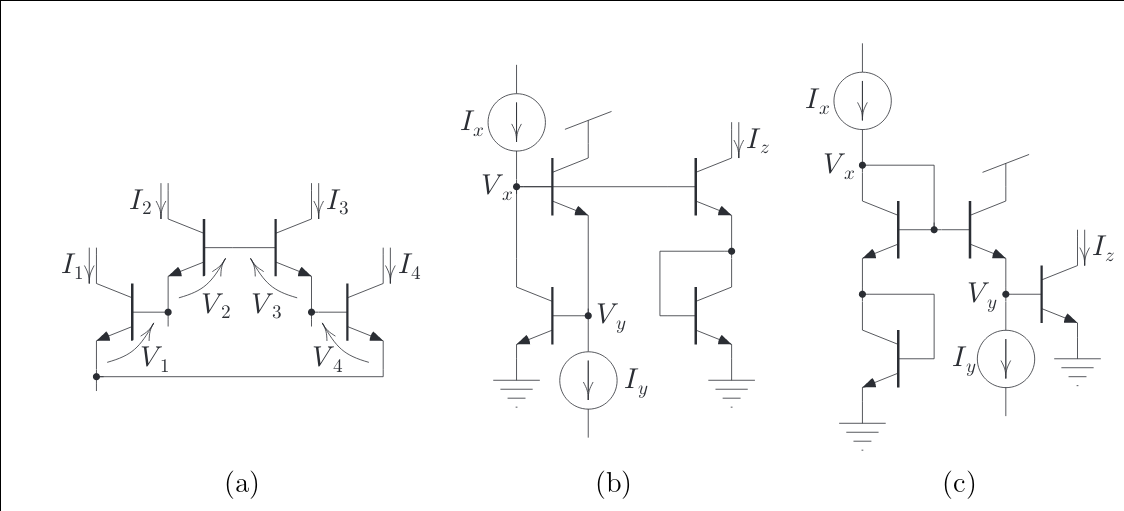 I_x
I_x
I_z
V_x
V_x
I_2
I_3
I_z
I_1
I_4
V_2
V_3
V_y
V_y
V_1
V_4
I_y
I_y
(a)
(b)
(c)